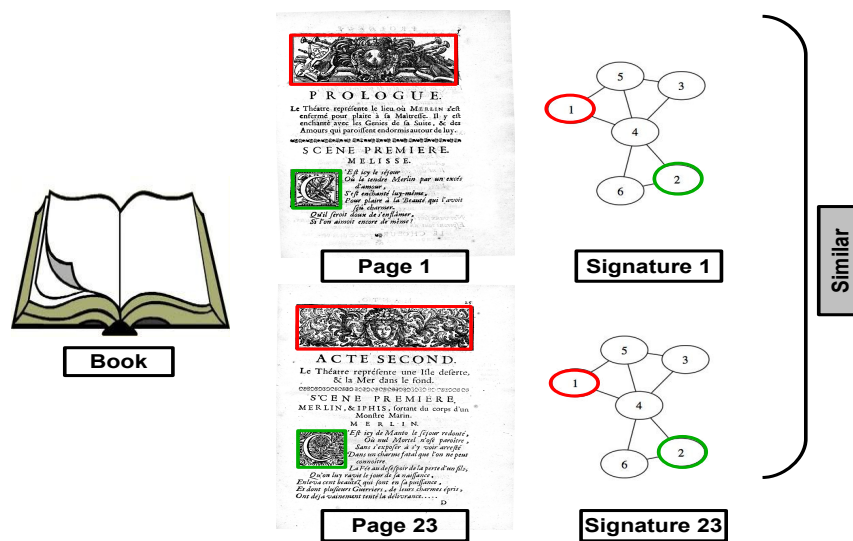 PROLOGUE.
Le Théatre représente le lieu où MERLIN s'est
enfermé pour plaire à sa Maîtresse. Il y est
enchanté avec les Genies de sa Suite, & des
Amours qui paroissent endormis autour de luy.
SCENE PREMIERE.
MELISSE.
C'Est icy le séjour
Où le tendre Merlin par un excés
d'amour,
S'est enchanté luy-même,
Pour plaire à la Beauté qui l'avoit
sçû charmer.
Qu'il seroit doux de s'enflâmer,
Si l'on aimoit encore de même!
Page 1
5
3
1
4
2
6
Signature 1
Book
25
ACTE SECOND.
Le Théatre représente une Isle deserte,
& la Mer dans le fond.
SCENE PREMIERE,
MERLIN, & IPHIS, sortant du corps d'un
Monstre Marin.
MERLIN.
C'Est icy de Manto le séjour redouté,
Où nul Mortel n'ose paroître,
Sans s'exposer à s'y voir arresté
Dans un charme fatal que l'on ne peut
connoître.
La Fée au desespoir de la perte d'un fils,
Qu'on luy ravit le jour de sa naissance,
Enleva cent beautez qui sont en sa puissance,
Et dont plusieurs Guerriers, de leurs charmes épris,
Ont deja vainement tenté la délivrance.....
D
Page 23
5
3
1
4
2
6
Signature 23
Similar